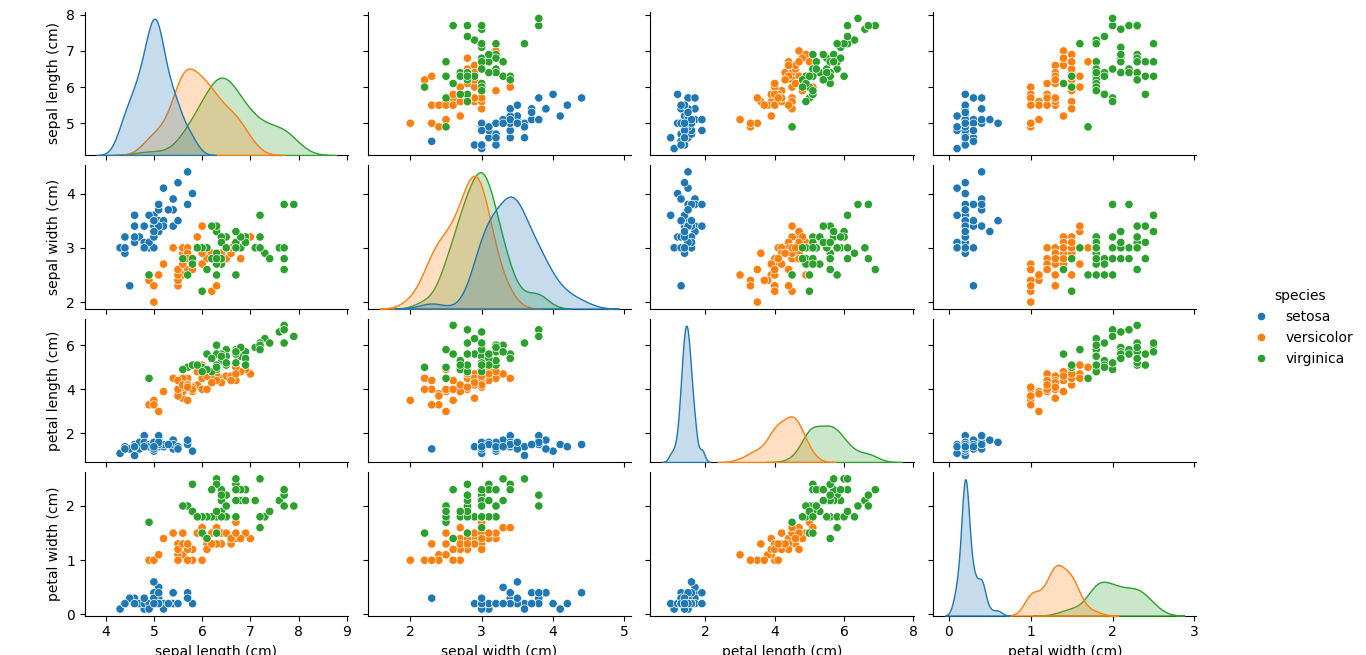 8
7
6
5
sepal length (cm)
4
3
2
sepal width (cm)
6
4
2
petal length (cm)
2
1
0
petal width (cm)
4 5 6 7 8 9
2 3 4 5
2 4 6 8
0 1 2 3
sepal length (cm) sepal width (cm) petal length (cm) petal width (cm)
species
setosa
versicolor
virginica